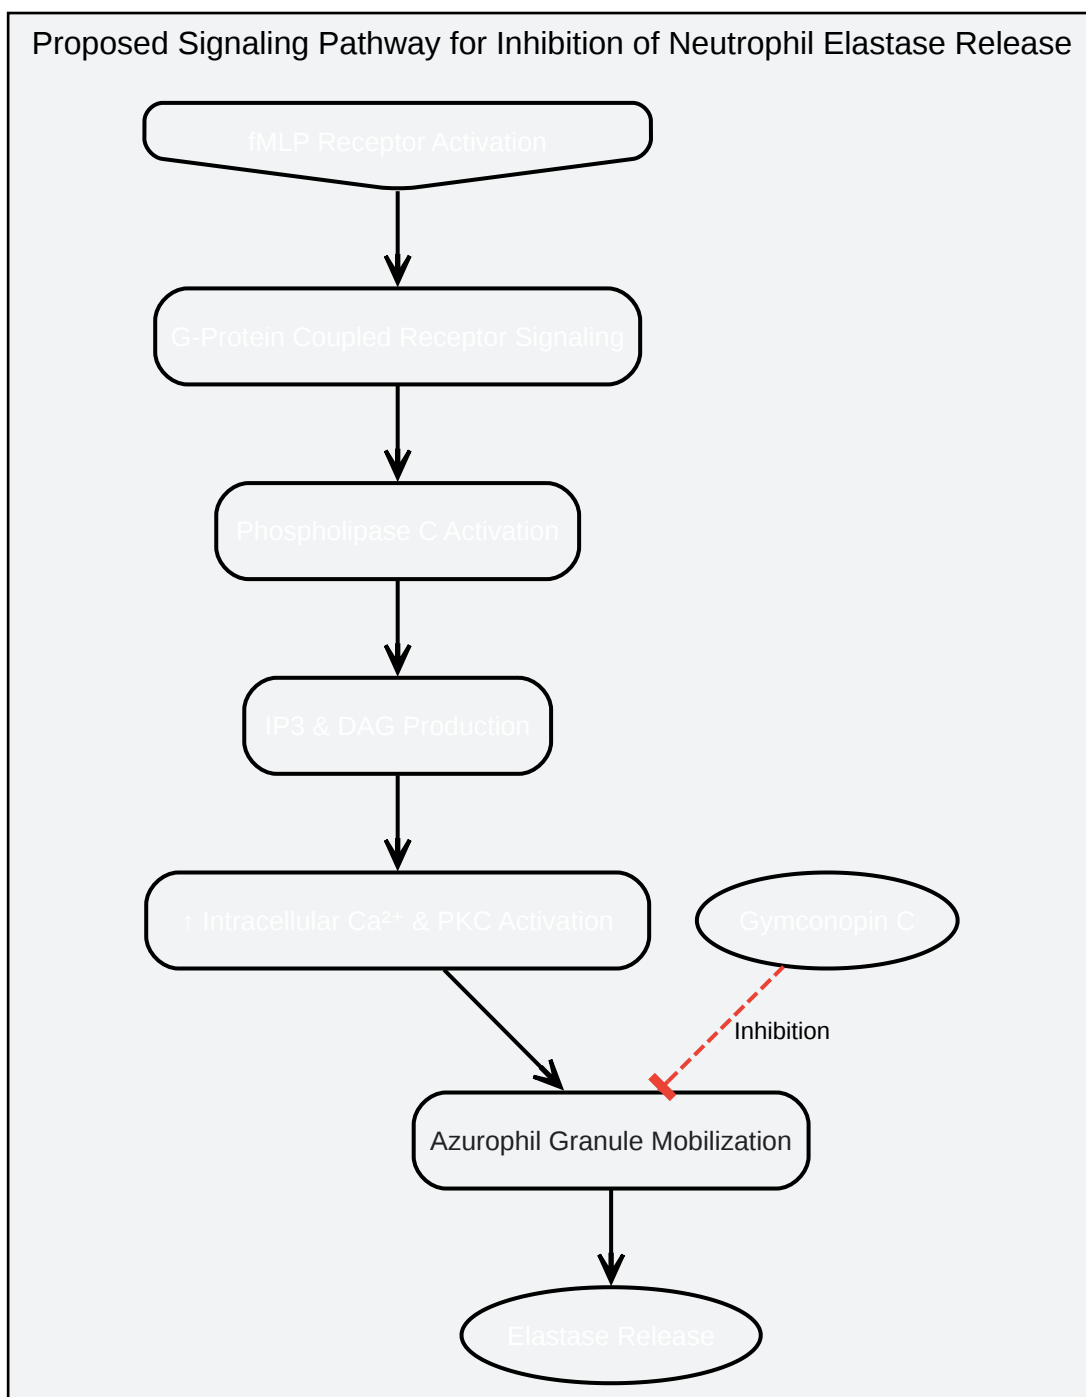 Proposed Signaling Pathway for Inhibition of Neutrophil Elastase Release
fMLP Receptor Activation
G-Protein Coupled Receptor Signaling
Phospholipase C Activation
IP3 & DAG Production
↑ Intracellular Ca²⁺ & PKC Activation
Gymconopin C
Inhibition
Azurophil Granule Mobilization
Elastase Release